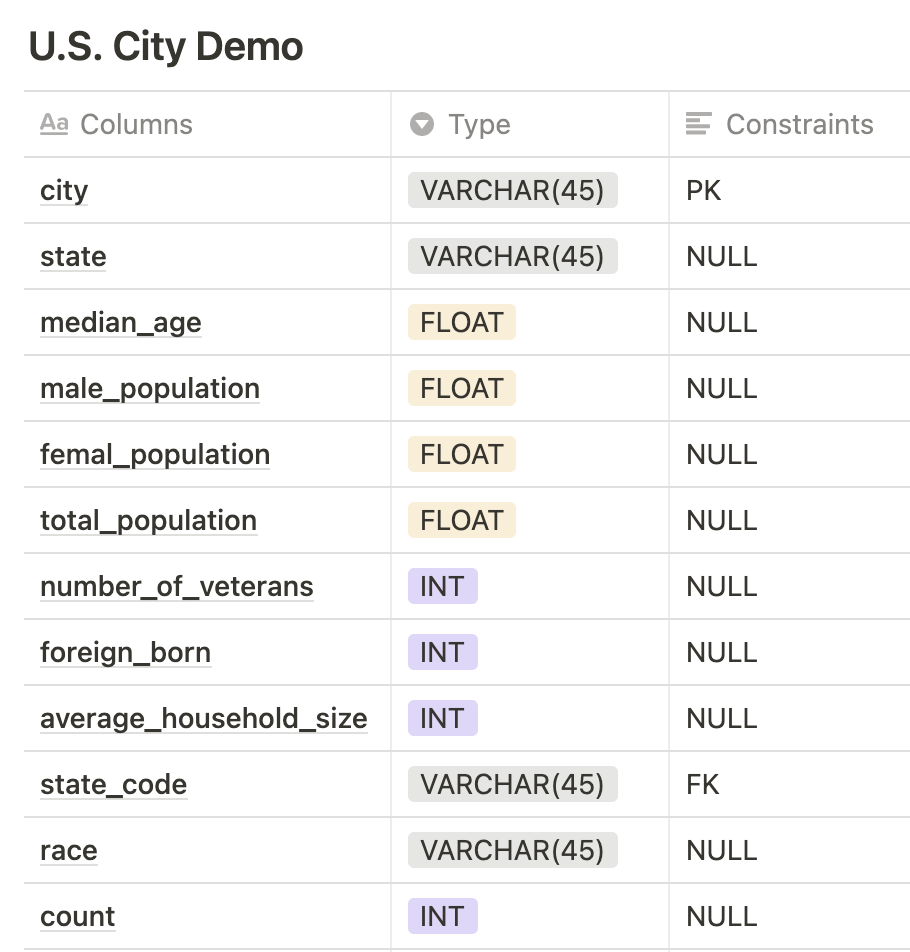 U.S. City Demo
Aa Columns Type Constraints
city VARCHAR(45) PK
state VARCHAR(45) NULL
median_age FLOAT NULL
male_population FLOAT NULL
femal_population FLOAT NULL
total_population FLOAT NULL
number_of_veterans INT NULL
foreign_born INT NULL
average_household_size INT NULL
state_code VARCHAR(45) FK
race VARCHAR(45) NULL
count INT NULL